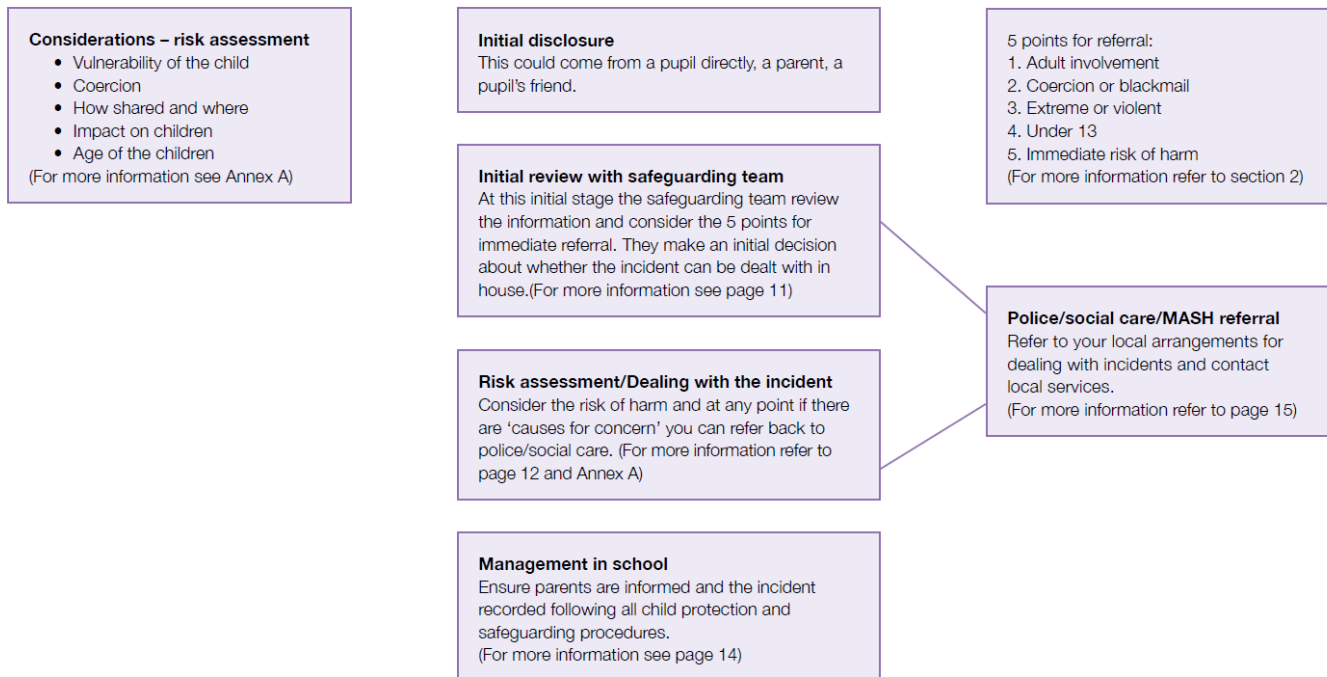 Considerations – risk assessment
• Vulnerability of the child
• Coercion
• How shared and where
• Impact on children
• Age of the children
(For more information see Annex A)
Initial disclosure
This could come from a pupil directly, a parent, a
pupil's friend.
5 points for referral:
1. Adult involvement
2. Coercion or blackmail
3. Extreme or violent
4. Under 13
5. Immediate risk of harm
(For more information refer to section 2)
Initial review with safeguarding team
At this initial stage the safeguarding team review
the information and consider the 5 points for
immediate referral. They make an initial decision
about whether the incident can be dealt with in
house.(For more information see page 11)
Police/social care/MASH referral
Refer to your local arrangements for
dealing with incidents and contact
local services.
(For more information refer to page 15)
Risk assessment/Dealing with the incident
Consider the risk of harm and at any point if there
are 'causes for concern' you can refer back to
police/social care. (For more information refer to
page 12 and Annex A)
Management in school
Ensure parents are informed and the incident
recorded following all child protection and
safeguarding procedures.
(For more information see page 14)